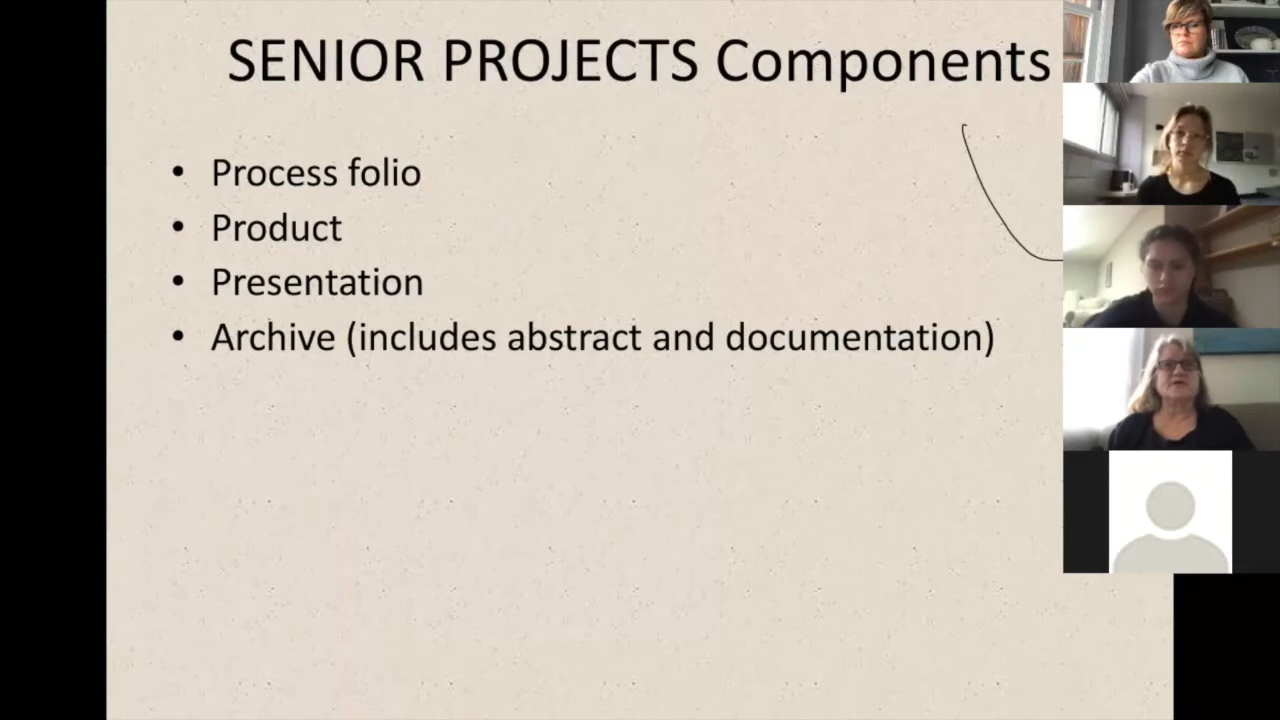 SENIOR PROJECTS Components
• Process folio
• Product
• Presentation
• Archive (includes abstract and documentation)